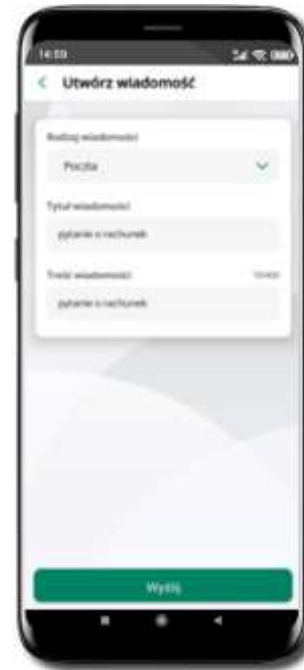 14:59
Utwórz wiadomość
Rodzaj wiadomości
Poczta
Tytuł wiadomości
pytanie o rachunek
Treść wiadomości
pytanie o rachunek
Wyślij